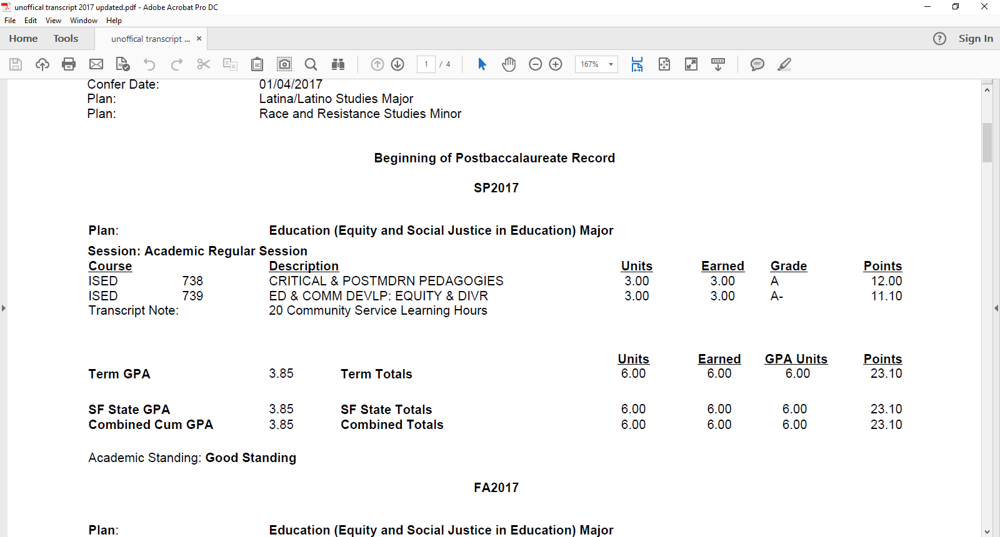 unoffical transcript 2017 updated.pdf - Adobe Acrobat Pro DC
File Edit View Window Help
Home Tools unoffical transcript ... × ? Sign In
1 / 4 167%
Confer Date: 01/04/2017
Plan: Latina/Latino Studies Major
Plan: Race and Resistance Studies Minor
Beginning of Postbaccalaureate Record
SP2017
Plan: Education (Equity and Social Justice in Education) Major
Session: Academic Regular Session
Course Description Units Earned Grade Points
ISED 738 CRITICAL & POSTMDRN PEDAGOGIES 3.00 3.00 A 12.00
ISED 739 ED & COMM DEVLP: EQUITY & DIVR 3.00 3.00 A- 11.10
Transcript Note: 20 Community Service Learning Hours
Units Earned GPA Units Points
Term GPA 3.85 Term Totals 6.00 6.00 6.00 23.10
SF State GPA 3.85 SF State Totals 6.00 6.00 6.00 23.10
Combined Cum GPA 3.85 Combined Totals 6.00 6.00 6.00 23.10
Academic Standing: Good Standing
FA2017
Plan: Education (Equity and Social Justice in Education) Major